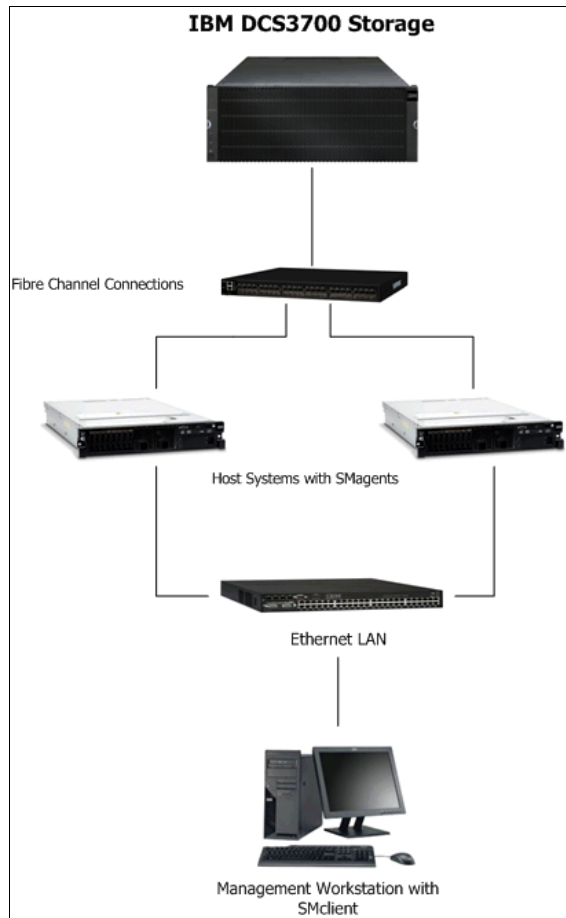 IBM DCS3700 Storage
Fibre Channel Connections
Host Systems with SMagents
Ethernet LAN
Management Workstation with
SMclient